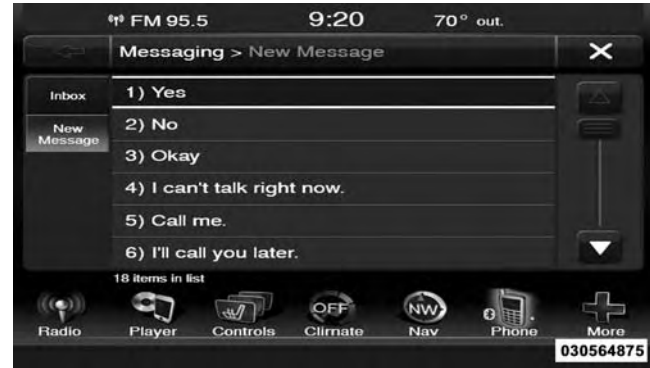 FM 95.5 9:20 70° out.
Messaging > New Message
Inbox
New
Message
1) Yes
2) No
3) Okay
4) I can't talk right now.
5) Call me.
6) I'll call you later.
18 items in list
OFF NW
Radio Player Controls Climate Nav Phone More
030564875